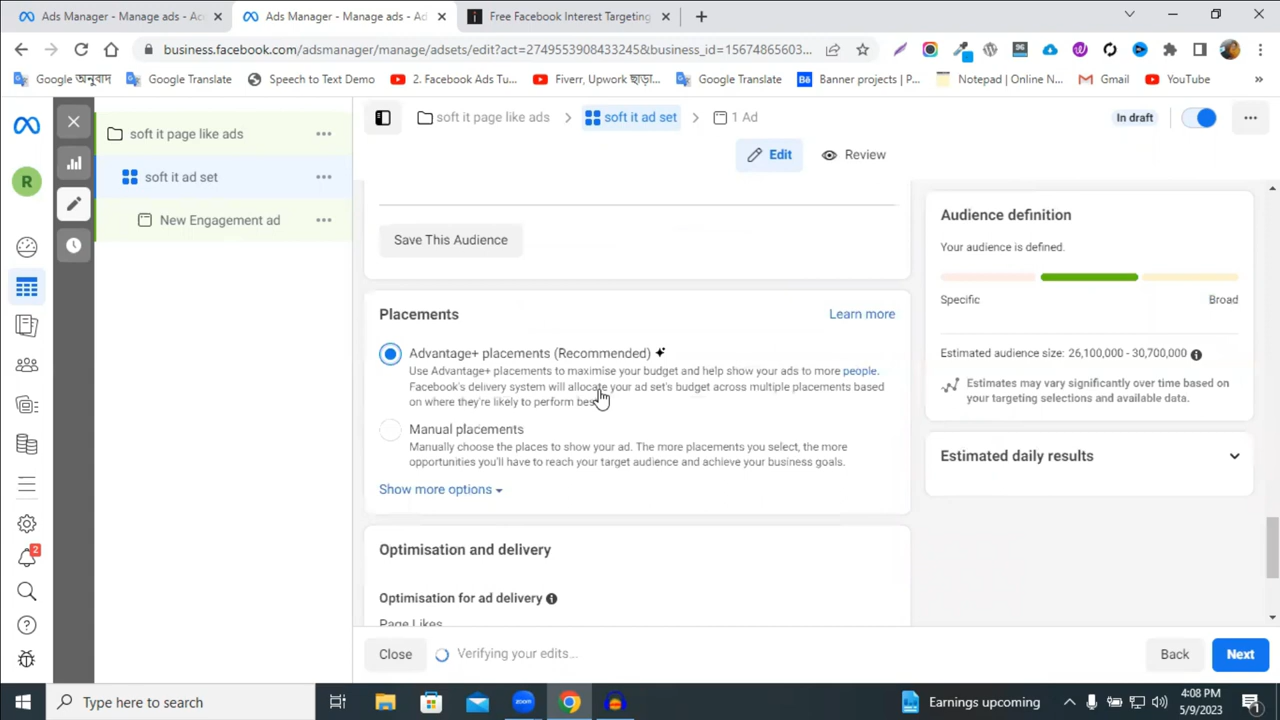 Ads Manager - Manage ads - Acc
Ads Manager - Manage ads - Ad
Free Facebook Interest Targeting
business.facebook.com/adsmanager/manage/adsets/edit?act=2749553908433245&business_id=15674865603...
Google অনুবাদ
Google Translate
Speech to Text Demo
2. Facebook Ads Tu...
Fiverr, Upwork ছাড়া...
Google Translate
Banner projects | P...
Notepad | Online N...
Gmail
YouTube
soft it page like ads
soft it ad set
New Engagement ad
R
soft it page like ads
soft it ad set
1 Ad
In draft
Edit
Review
Save This Audience
Placements
Learn more
Advantage+ placements (Recommended)
Use Advantage+ placements to maximise your budget and help show your ads to more people.
Facebook's delivery system will allocate your ad set's budget across multiple placements based
on where they're likely to perform
Manual placements
Manually choose the places to show your ad. The more placements you select, the more
opportunities you'll have to reach your target audience and achieve your business goals.
Show more options
Optimisation and delivery
Optimisation for ad delivery
Page Likes
Audience definition
Your audience is defined.
Specific
Broad
Estimated audience size: 26,100,000 - 30,700,000
Estimates may vary significantly over time based on
your targeting selections and available data.
Estimated daily results
2
Close
Verifying your edits...
Back
Next
Type here to search
Earnings upcoming
4:08 PM
5/9/2023
1